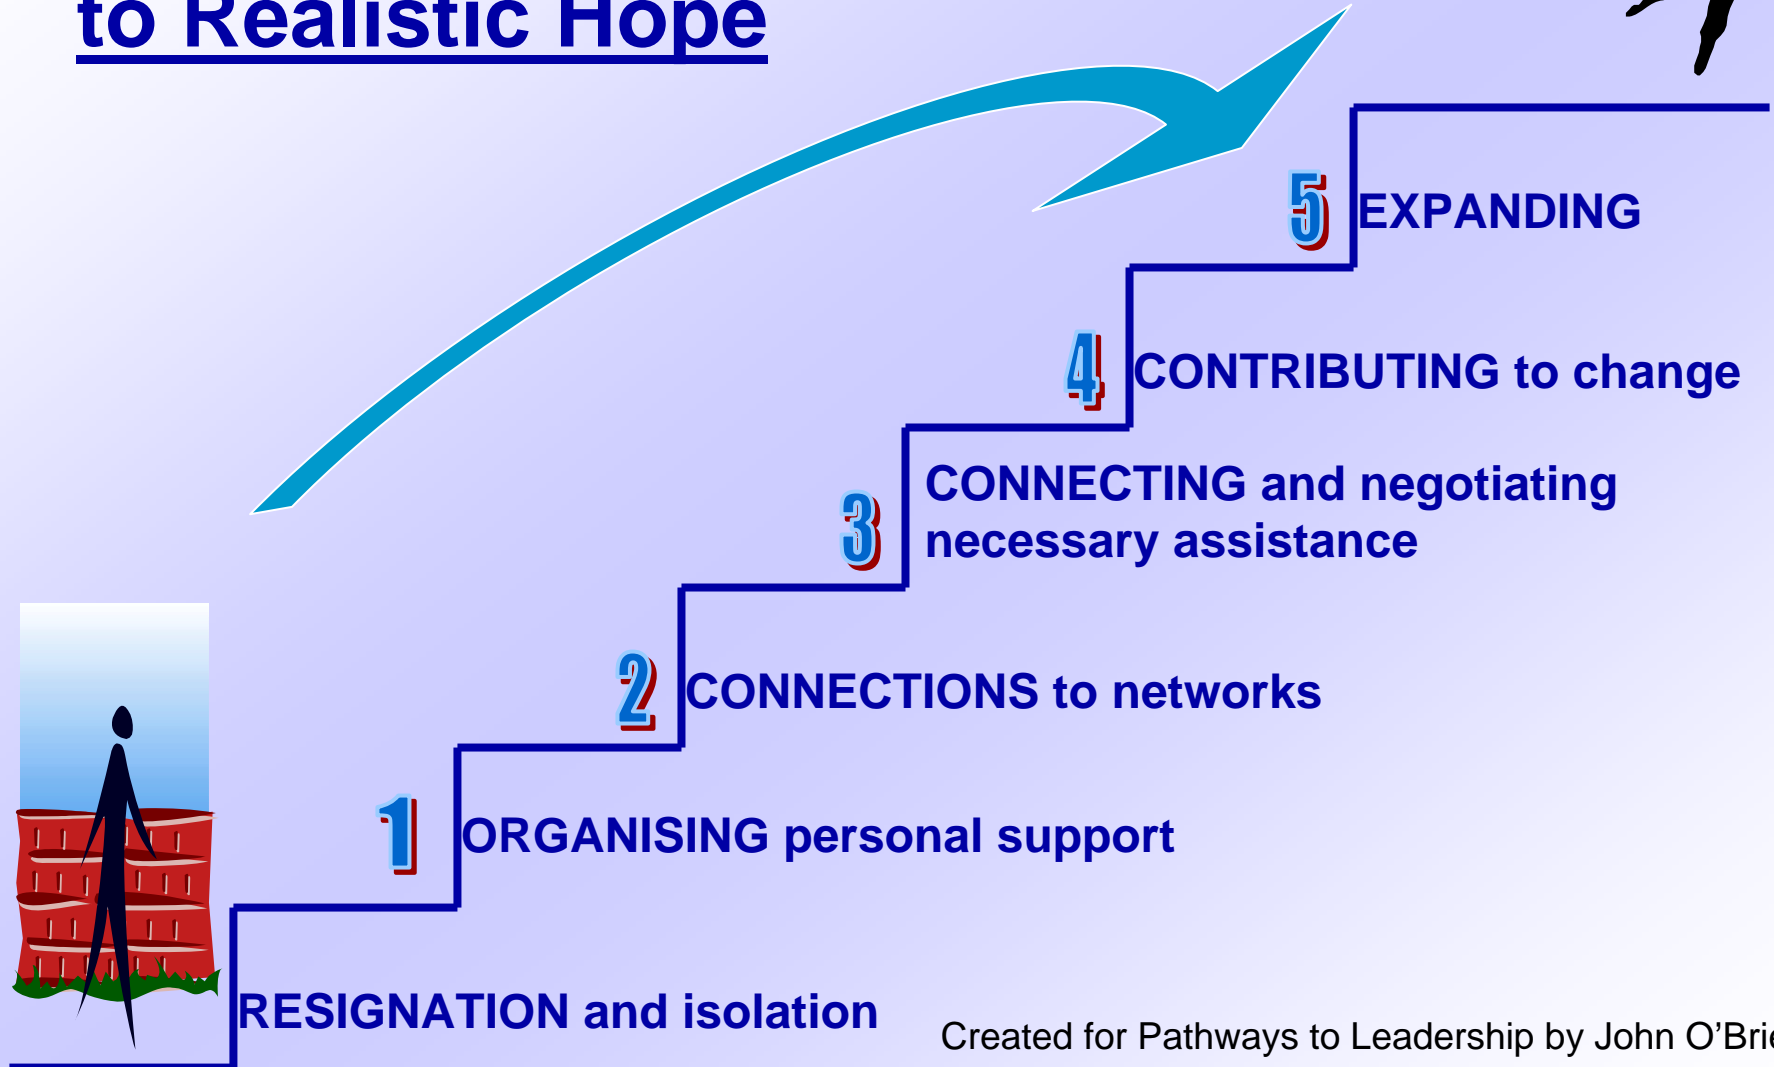 to Realistic Hope
5
EXPANDING
4
CONTRIBUTING to change
CONNECTING and negotiating
3
necessary assistance
2
CONNECTIONS to networks
1
ORGANISING personal support
RESIGNATION and isolation
Created for Pathways to Leadership by John O’Brie